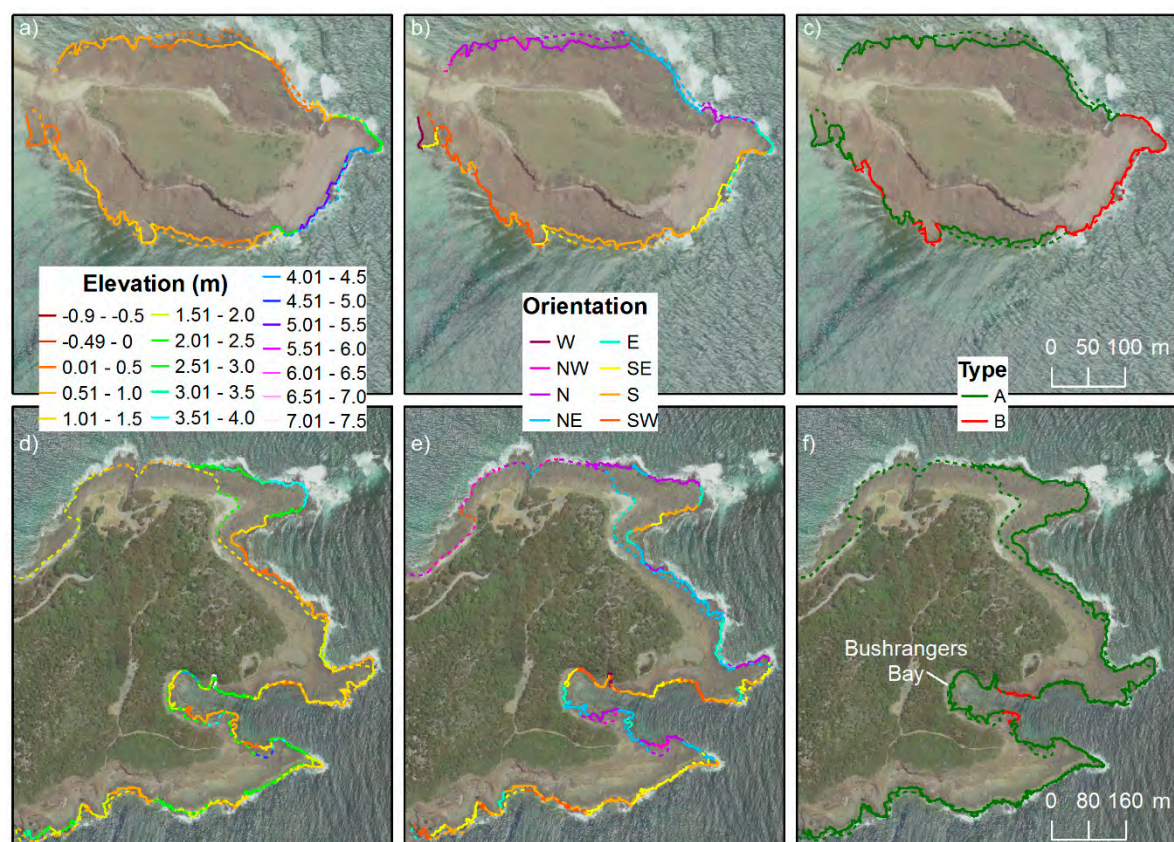 a)
b)
c)
Elevation (m)
-0.9 - -0.5
-0.49 - 0
0.01 - 0.5
0.51 - 1.0
1.01 - 1.5
1.51 - 2.0
2.01 - 2.5
2.51 - 3.0
3.01 - 3.5
3.51 - 4.0
4.01 - 4.5
4.51 - 5.0
5.01 - 5.5
5.51 - 6.0
6.01 - 6.5
6.51 - 7.0
7.01 - 7.5
Orientation
W
NW
N
NE
E
SE
S
SW
0 50 100 m
Type
A
B
d)
e)
f)
Bushrangers
Bay
0 80 160 m